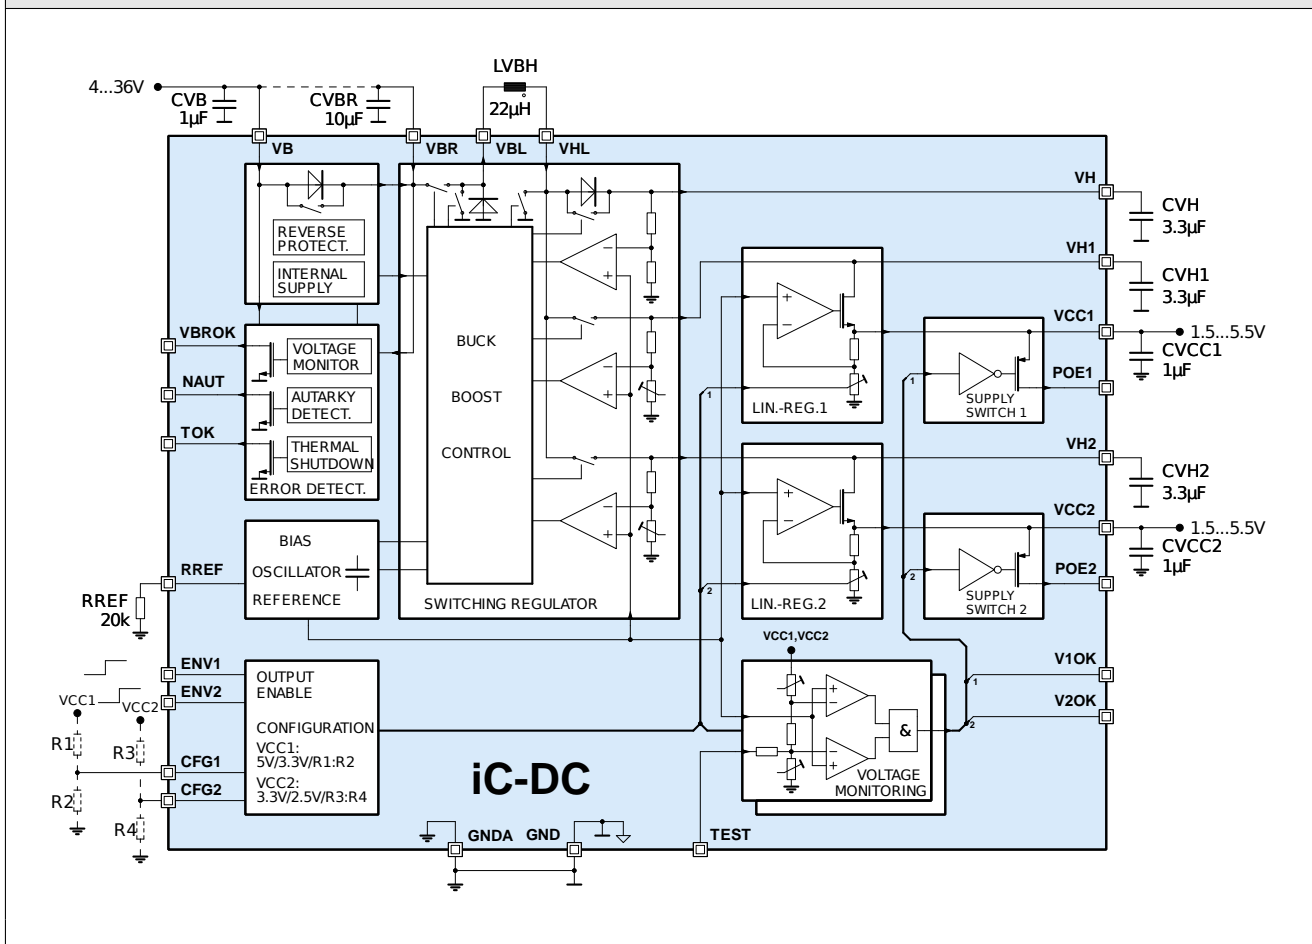 LVBH
4...36V
CVB
1µF
CVBR
10µF
22µH
VB
VBR
VBL
VHL
VH
CVH
3.3µF
REVERSE
PROTECT.
INTERNAL
SUPPLY
VH1
CVH1
3.3µF
VBROK
VOLTAGE
MONITOR
NAUT
AUTARKY
DETECT.
TOK
THERMAL
SHUTDOWN
ERROR DETECT.
BUCK
BOOST
CONTROL
VCC1
1.5...5.5V
CVCC1
1µF
POE1
1
1
LIN.-REG.1
SUPPLY
SWITCH 1
VH2
CVH2
3.3µF
VCC2
1.5...5.5V
CVCC2
1µF
POE2
2
2
LIN.-REG.2
SUPPLY
SWITCH 2
BIAS
OSCILLATOR
REFERENCE
RREF
RREF
20k
SWITCHING REGULATOR
VCC1,VCC2
ENV1
ENV2
VCC1
VCC2
OUTPUT
ENABLE
CONFIGURATION
VCC1:
5V/3.3V/R1:R2
VCC2:
3.3V/2.5V/R3:R4
R1
R3
CFG1
R2
CFG2
R4
iC-DC
V1OK
1
V2OK
2
&
VOLTAGE
MONITORING
GNDA
GND
TEST